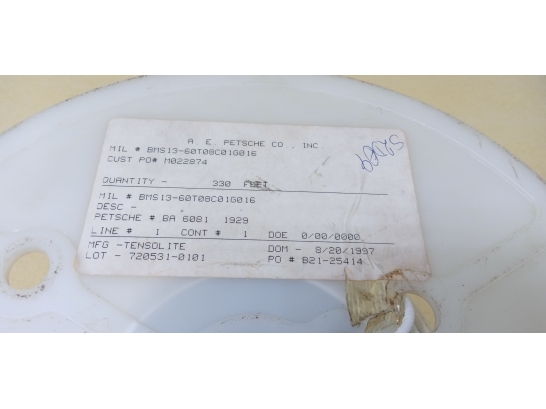 A. E. PETSCHE CO., INC
MIL # BMS13-60T08C01G016
CUST PO# M022874
QUANTITY - 330 FEET
MIL # BMS13-60T08C01G016
DESC -
PETSCHE # BA 6081 1929
LINE # 1 CONT # 1 DOE 0/00/0000
MFG -TENSOLITE DOM - 8/20/1997
LOT - 720531-0101 PO # B21-25414